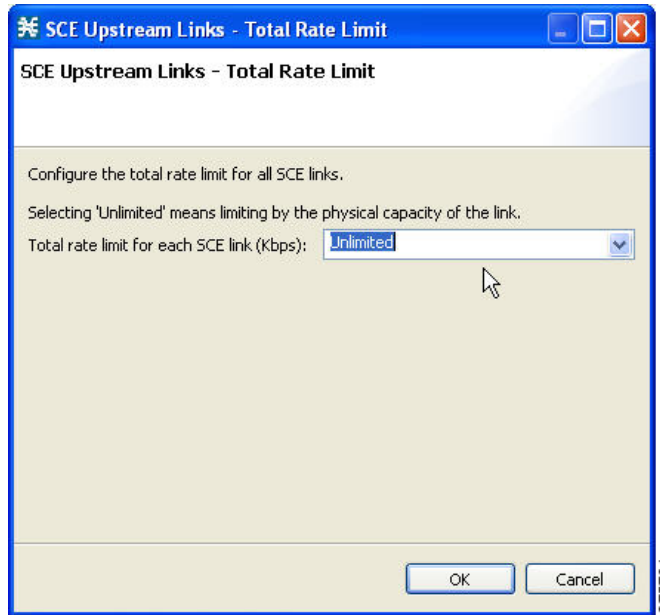 SCE Upstream Links - Total Rate Limit
SCE Upstream Links - Total Rate Limit
Configure the total rate limit for all SCE links.
Selecting 'Unlimited' means limiting by the physical capacity of the link.
Total rate limit for each SCE link (Kbps): Unlimited
OK Cancel